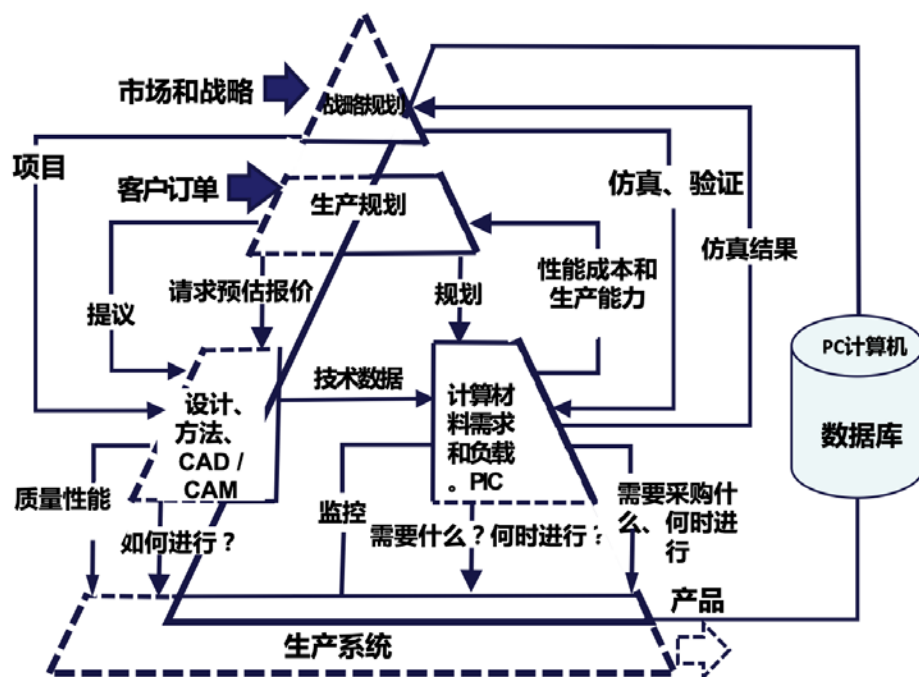 市场和战略
战略规划
项目
客户订单
生产规划
仿真、验证
仿真结果
请求预估报价
规划
性能成本和
生产能力
提议
PC计算机
数据库
技术数据
设计、
方法、
CAD /
CAM
计算材
料需求
和负载
。PIC
质量性能
如何进行？
监控
需要什么？何时进行？
需要采购什
么、何时进
行
产品
生产系统